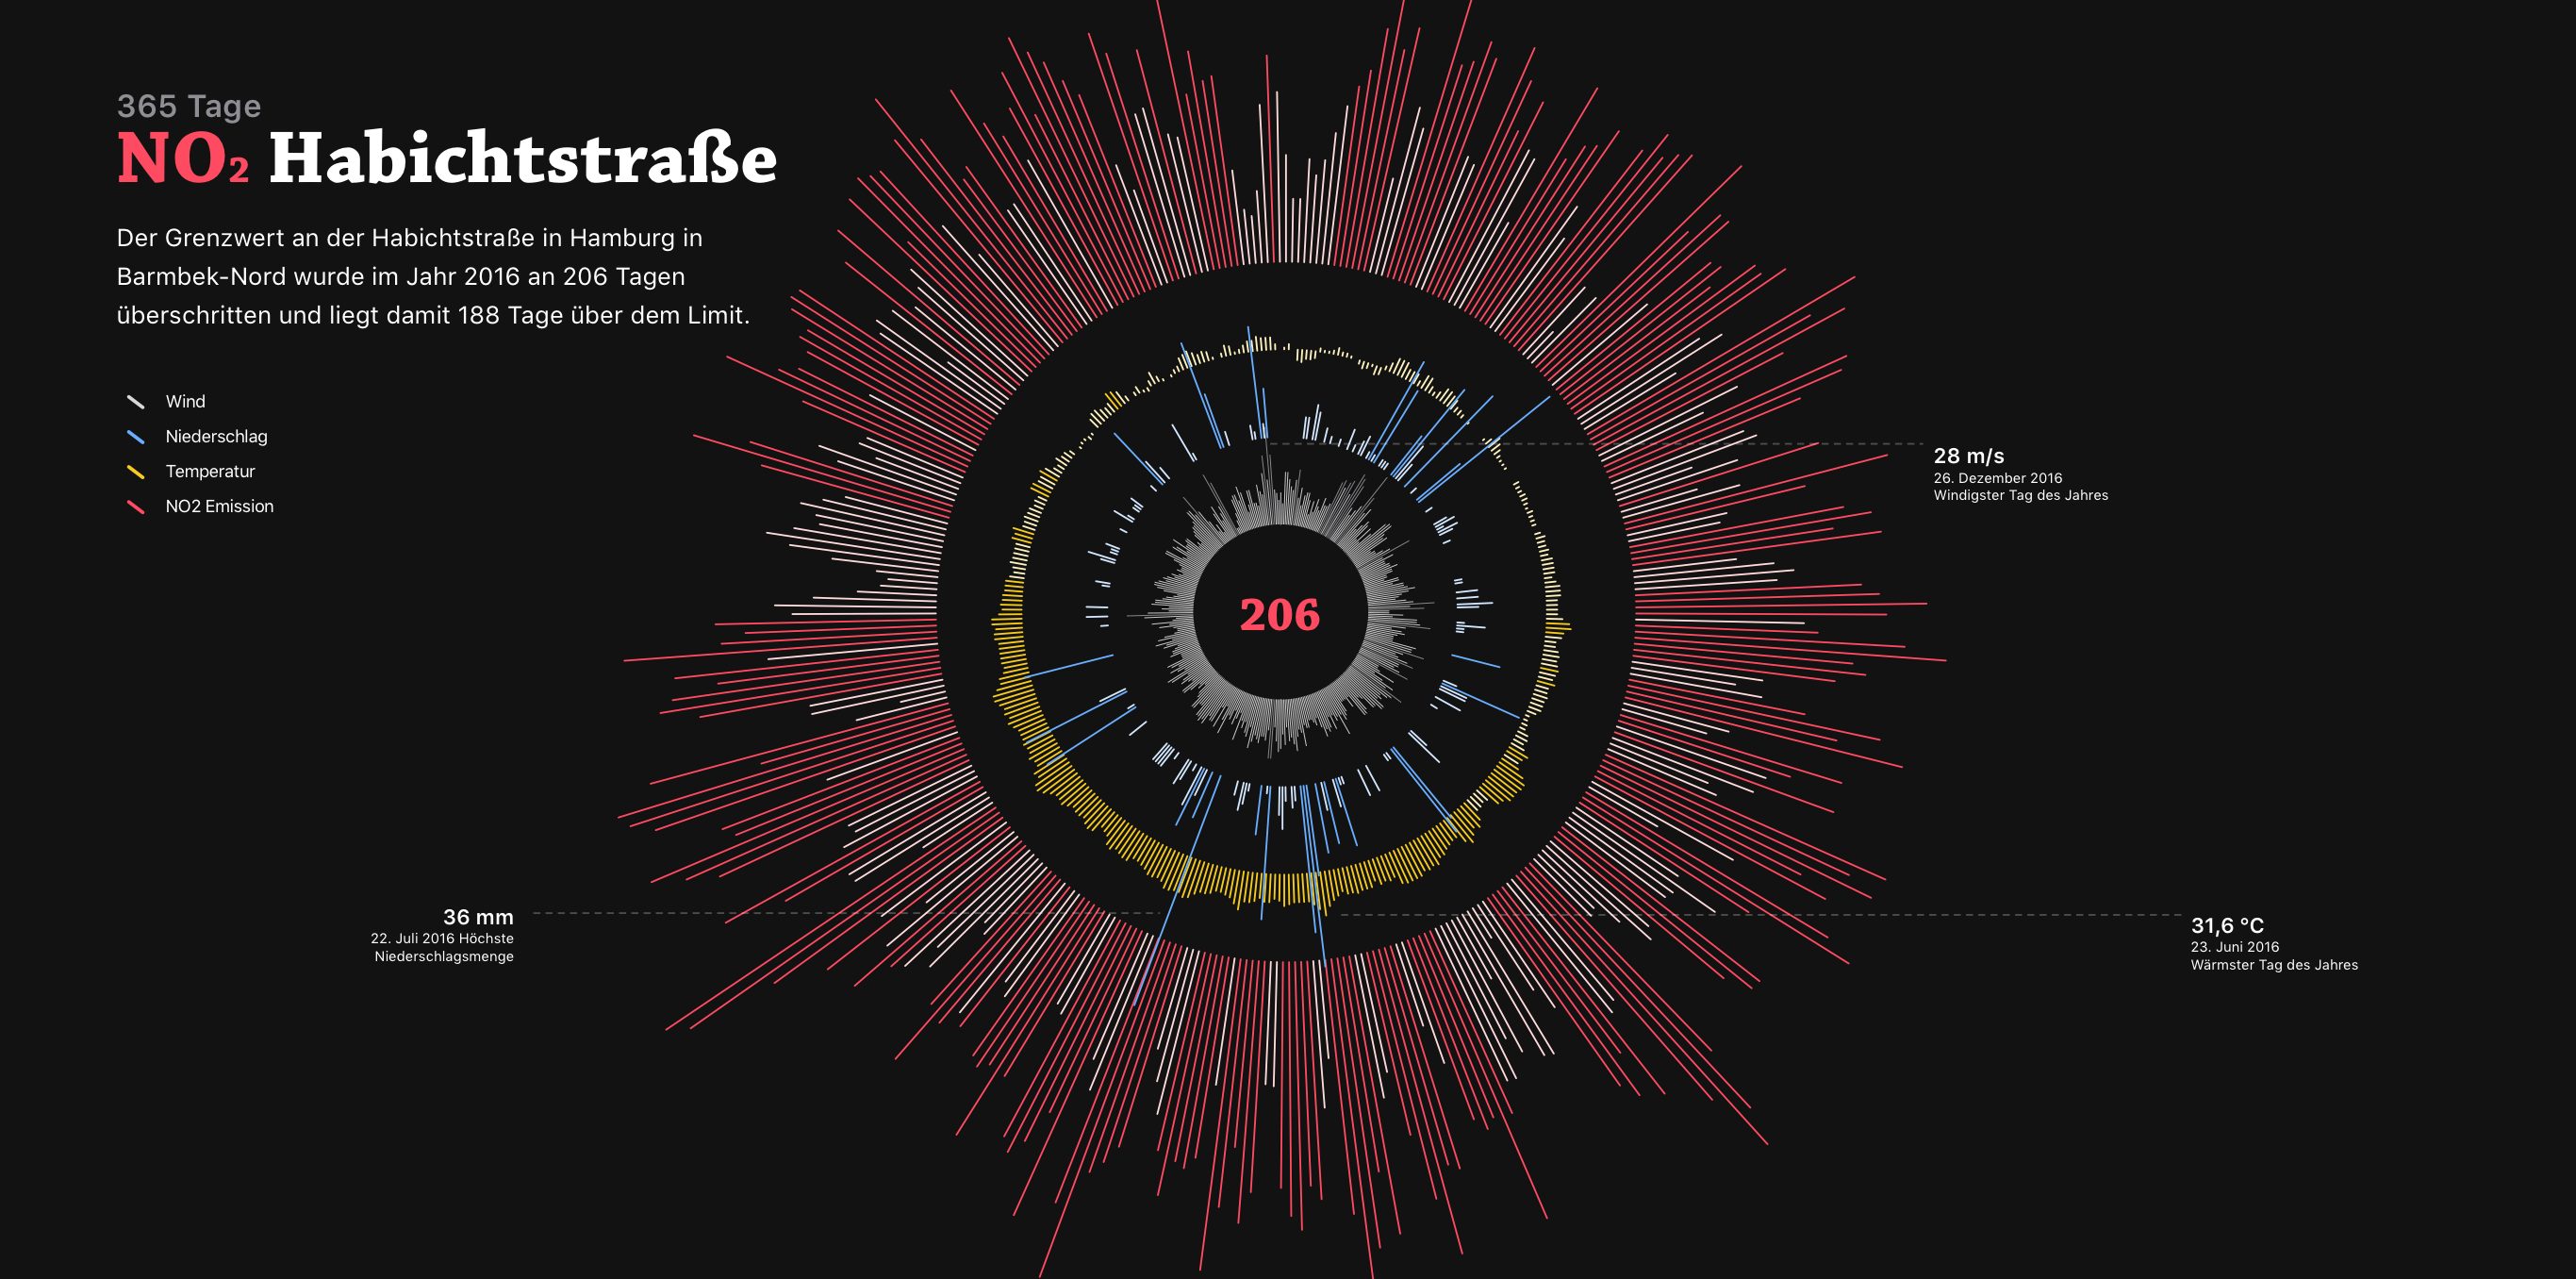 365 Tage
NO₂ Habichtstraße
Der Grenzwert an der Habichtstraße in Hamburg in
Barmbek-Nord wurde im Jahr 2016 an 206 Tagen
überschritten und liegt damit 188 Tage über dem Limit.
Wind
Niederschlag
Temperatur
NO2 Emission
206
28 m/s
26. Dezember 2016
Windigster Tag des Jahres
36 mm
22. Juli 2016 Höchste
Niederschlagsmenge
31,6 °C
23. Juni 2016
Wärmster Tag des Jahres